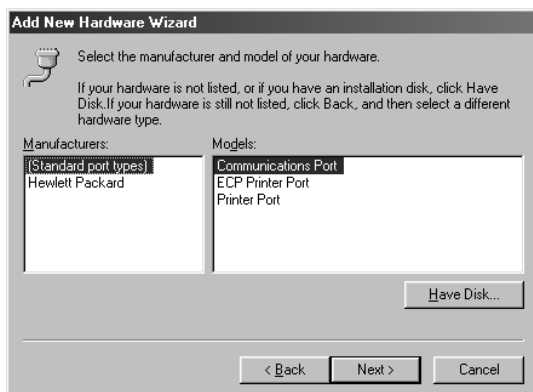 Add New Hardware Wizard
Select the manufacturer and model of your hardware.
If your hardware is not listed, or if you have an installation disk, click Have
Disk.If your hardware is still not listed, click Back, and then select a different
hardware type.
Manufacturers:
(Standard port types)
Hewlett Packard
Models:
Communications Port
ECP Printer Port
Printer Port
Have Disk...
< Back
Next >
Cancel